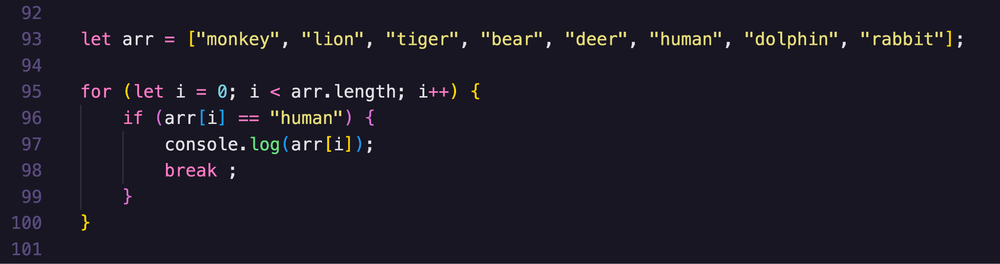 92
93 let arr = ["monkey", "lion", "tiger", "bear", "deer", "human", "dolphin", "rabbit"];
94
95 for (let i = 0; i < arr.length; i++) {
96     if (arr[i] == "human") {
97         console.log(arr[i]);
98         break ;
99     }
100 }
101